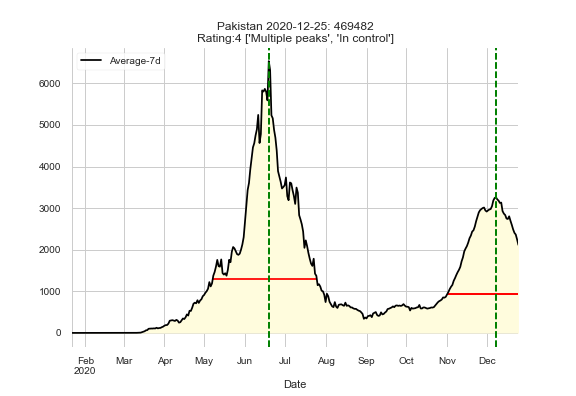 Pakistan 2020-12-25: 469482
Rating:4 ['Multiple peaks', 'In control']
Average-7d
6000
5000
4000
3000
2000
1000
0
Feb Mar Apr May Jun Jul Aug Sep Oct Nov Dec
2020
Date